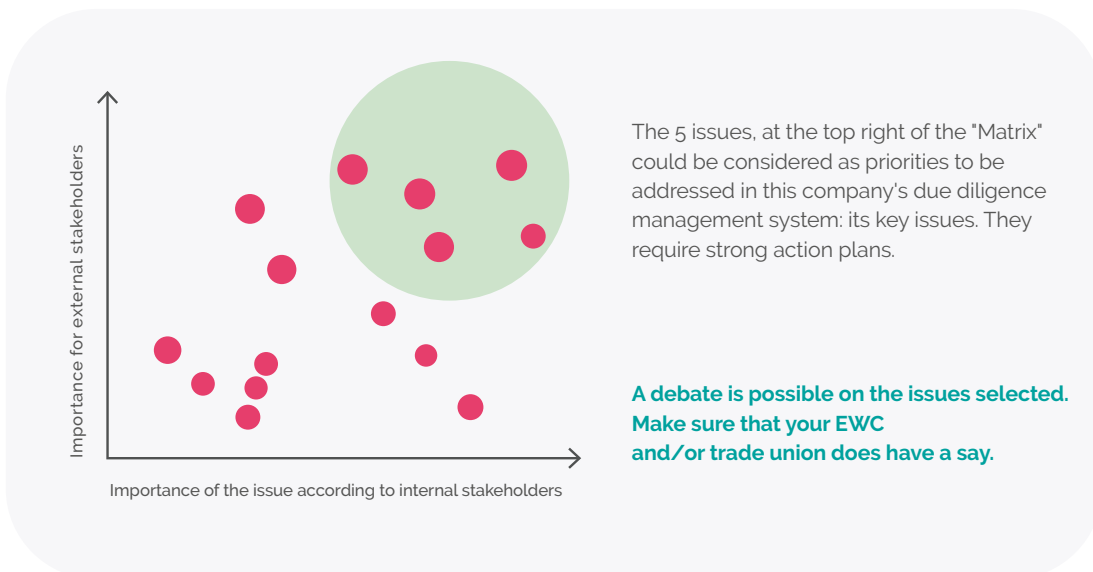 Importance for external stakeholders
Importance of the issue according to internal stakeholders
The 5 issues, at the top right of the "Matrix"
could be considered as priorities to be
addressed in this company's due diligence
management system: its key issues. They
require strong action plans.
A debate is possible on the issues selected.
Make sure that your EWC
and/or trade union does have a say.